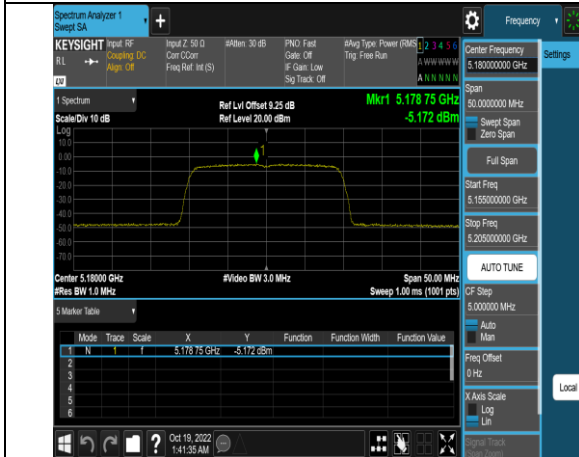 Spectrum Analyzer 1
Swept SA
Frequency
KEYSIGHT
RL
Input: RF
Coupling: DC
Align: Off
Input Z: 50 Ω
Corr CCorr
Freq Ref: Int (S)
#Atten: 30 dB
PNO: Fast
Gate: Off
IF Gain: Low
Sig Track: Off
#Avg Type: Power (RMS
Trig: Free Run
1 2 3 4 5 6
A W W W W W
A N N N N N
1 Spectrum
Scale/Div 10 dB
Ref Lvl Offset 9.25 dB
Ref Level 20.00 dBm
Mkr1 5.178 75 GHz
-5.172 dBm
Log
10.0
0.00
-10.0
-20.0
-30.0
-40.0
-50.0
-60.0
-70.0
1
Center 5.18000 GHz
#Res BW 1.0 MHz
#Video BW 3.0 MHz
Span 50.00 MHz
Sweep 1.00 ms (1001 pts)
5 Marker Table
Mode Trace Scale X Y Function Function Width Function Value
1 N 1 f 5.178 75 GHz -5.172 dBm
2
3
4
5
6
Oct 19, 2022
1:41:35 AM
Center Frequency
5.180000000 GHz
Settings
Span
50.0000000 MHz
Swept Span
Zero Span
Full Span
Start Freq
5.155000000 GHz
Stop Freq
5.205000000 GHz
AUTO TUNE
CF Step
5.000000 MHz
Auto
Man
Freq Offset
0 Hz
X Axis Scale
Log
Lin
Local
Signal Track
(Span Zoom)